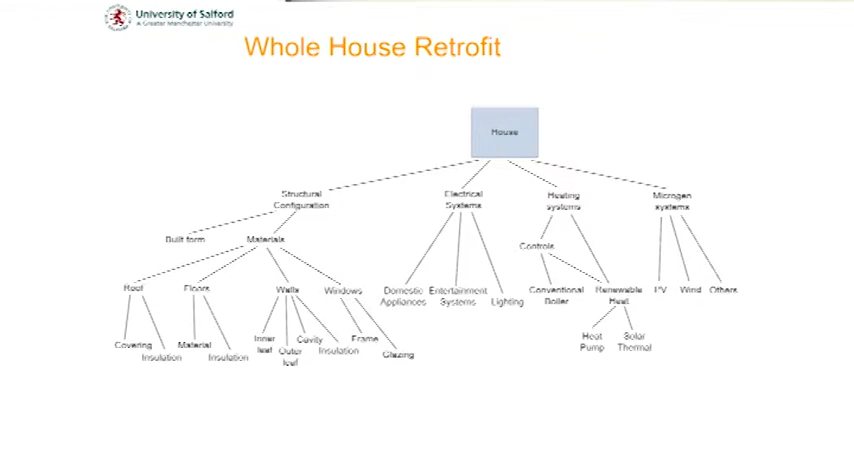 University of Salford
A Greater Manchester University
Whole House Retrofit
House
Structural
Configuration
Electrical
Systems
Heating
systems
Microgen
systems
Built form
Materials
Controls
Roof
Floors
Walls
Windows
Domestic
Appliances
Entertainment
Systems
Lighting
Conventional
Boiler
Renewable
Heat
PV
Wind
Others
Covering
Insulation
Material
Insulation
Inner
leaf
Outer
leaf
Cavity
Insulation
Frame
Glazing
Heat
Pump
Solar
Thermal